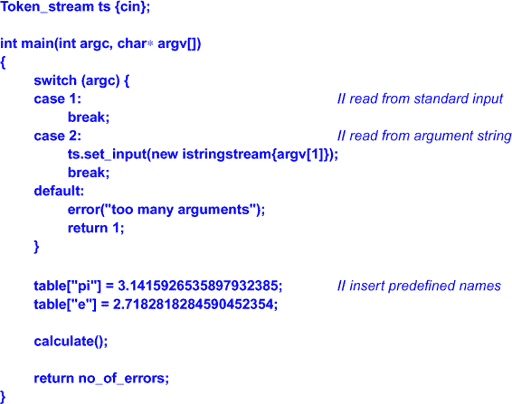 Token_stream ts {cin};
int main(int argc, char* argv[])
{
switch (argc) {
case 1: // read from standard input
break;
case 2: // read from argument string
ts.set_input(new istringstream{argv[1]});
break;
default:
error("too many arguments");
return 1;
}
table["pi"] = 3.1415926535897932385; // insert predefined names
table["e"] = 2.7182818284590452354;
calculate();
return no_of_errors;
}